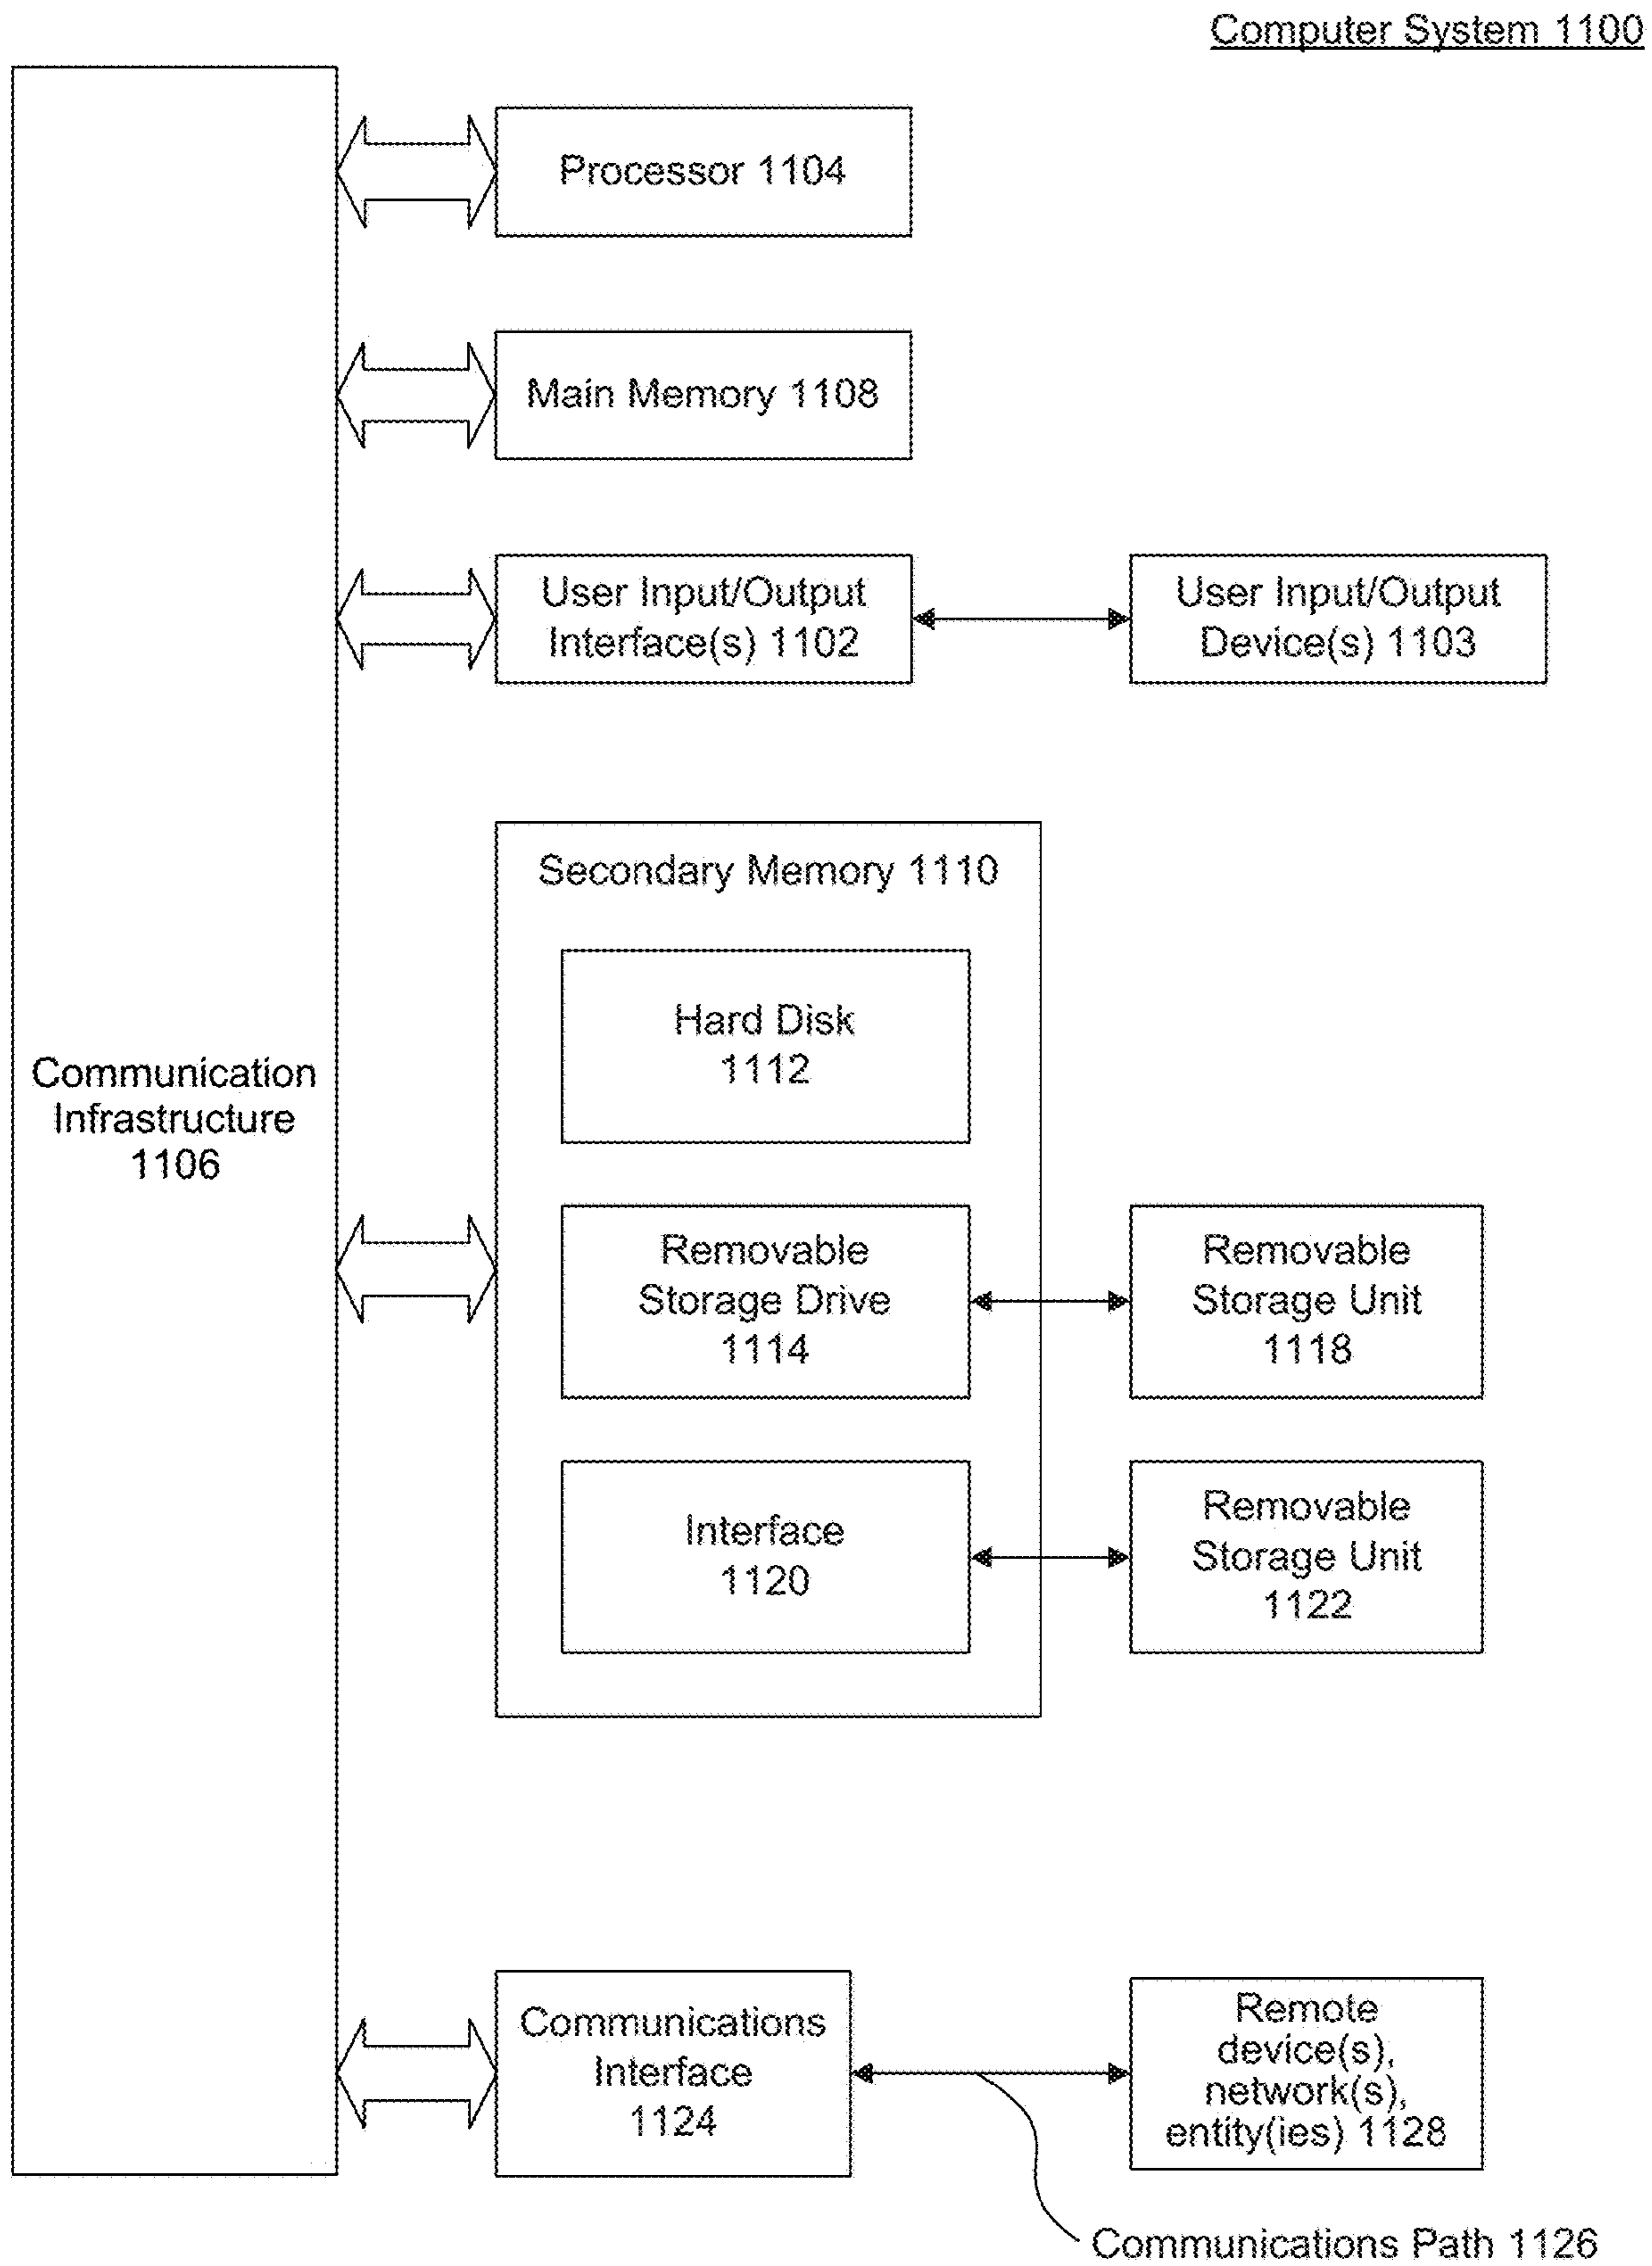 Computer System 1100
Processor 1104
Main Memory 1108
User Input/Output
Interface(s) 1102
User Input/Output
Device(s) 1103
Secondary Memory 1110
Hard Disk
1112
Communication
Infrastructure
1106
Removable
Storage Drive
1114
Removable
Storage Unit
1118
Interface
1120
Removable
Storage Unit
1122
Communications
Interface
1124
Remote
device(s),
network(s),
entity(ies) 1128
Communications Path 1126